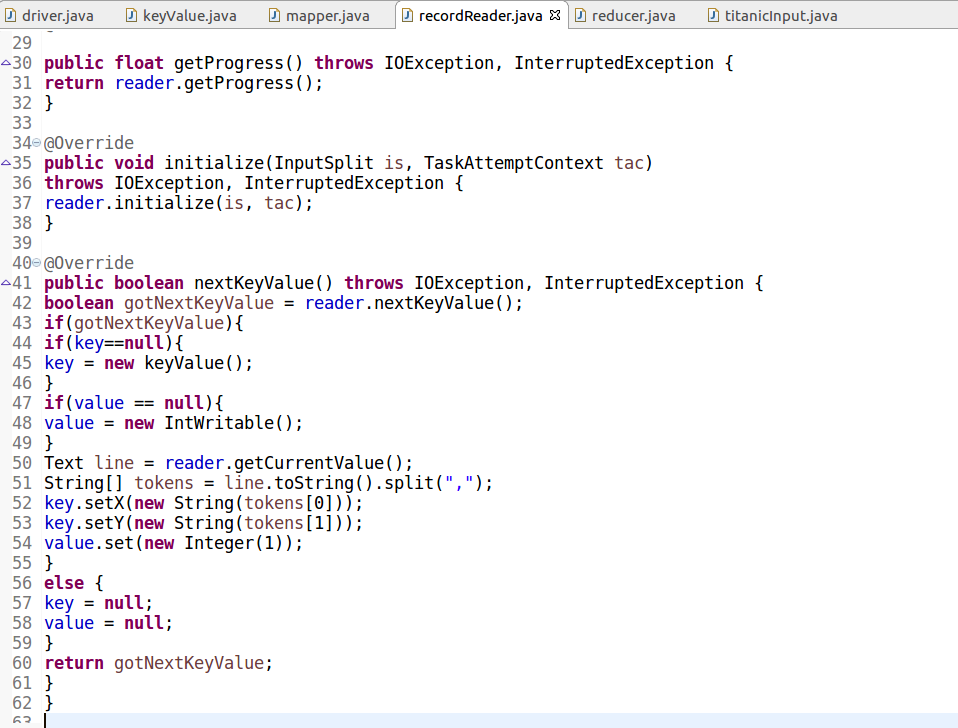 driver.java keyValue.java mapper.java recordReader.java reducer.java titanicInput.java
29
30 public float getProgress() throws IOException, InterruptedException {
31 return reader.getProgress();
32 }
33
34 @Override
35 public void initialize(InputSplit is, TaskAttemptContext tac)
36 throws IOException, InterruptedException {
37 reader.initialize(is, tac);
38 }
39
40 @Override
41 public boolean nextKeyValue() throws IOException, InterruptedException {
42 boolean gotNextKeyValue = reader.nextKeyValue();
43 if(gotNextKeyValue){
44 if(key==null){
45 key = new keyValue();
46 }
47 if(value == null){
48 value = new IntWritable();
49 }
50 Text line = reader.getCurrentValue();
51 String[] tokens = line.toString().split(",");
52 key.setX(new String(tokens[0]));
53 key.setY(new String(tokens[1]));
54 value.set(new Integer(1));
55 }
56 else {
57 key = null;
58 value = null;
59 }
60 return gotNextKeyValue;
61 }
62 }
63